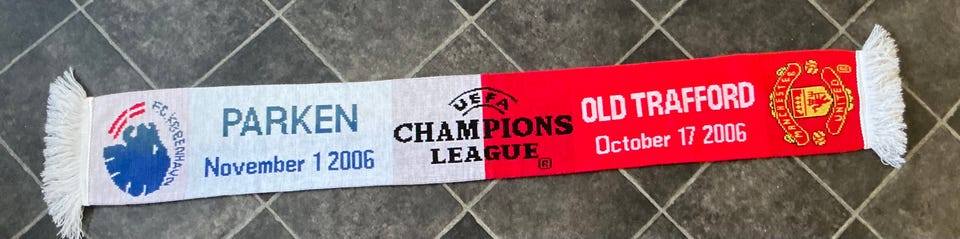 F.C. KØBENHAVN
PARKEN
November 1 2006
UEFA
CHAMPIONS
LEAGUE®
OLD TRAFFORD
October 17 2006
MANCHESTER
UNITED